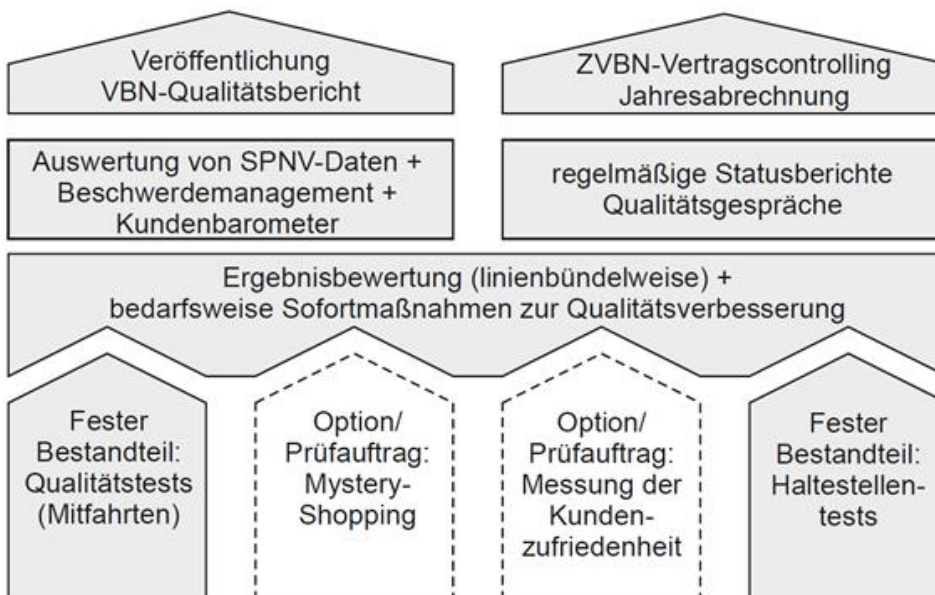 Veröffentlichung
VBN-Qualitätsbericht
ZVBN-Vertragscontrolling
Jahresabrechnung
Auswertung von SPNV-Daten +
Beschwerdemanagement +
Kundenbarometer
regelmäßige Statusberichte
Qualitätsgespräche
Ergebnisbewertung (linienbündelweise) +
bedarfsweise Sofortmaßnahmen zur Qualitätsverbesserung
Fester
Bestandteil:
Qualitätstests
(Mitfahrten)
Option/
Prüfauftrag:
Mystery-
Shopping
Option/
Prüfauftrag:
Messung der
Kunden-
zufriedenheit
Fester
Bestandteil:
Haltestellen-
tests